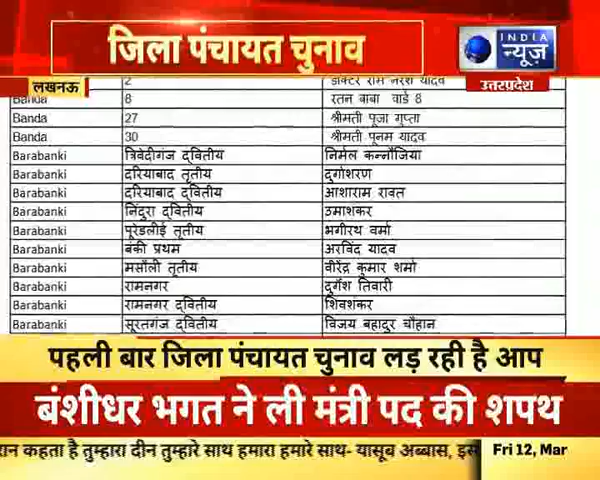 जिला पंचायत चुनाव
INDIA
न्यूज़
लखनऊ
उत्तरप्रदेश
2 डाक्टर राम नरेश यादव
Banda 8 रतन बाबा वार्ड 8
Banda 27 श्रीमती पूजा गुप्ता
Banda 30 श्रीमती पूनम यादव
Barabanki त्रिवेदीगंज द्वितीय निर्मल कन्नौजिया
Barabanki दरियाबाद तृतीय दुर्गाशरण
Barabanki दरियाबाद द्वितीय आशाराम रावत
Barabanki निंदुरा द्वितीय उमाशंकर
Barabanki पूरेडलई तृतीय भगीरथ वर्मा
Barabanki बंकी प्रथम अरविंद यादव
Barabanki मसौली तृतीय वीरेंद्र कुमार शर्मा
Barabanki रामनगर दुर्गेश तिवारी
Barabanki रामनगर द्वितीय शिवशंकर
Barabanki सूरतगंज द्वितीय विजय बहादुर चौहान
पहली बार जिला पंचायत चुनाव लड़ रही है आप
बंशीधर भगत ने ली मंत्री पद की शपथ
कहता है तुम्हारा दीन तुम्हारे साथ हमारा हमारे साथ- यासूब अब्बास, इस
Fri 12, Mar